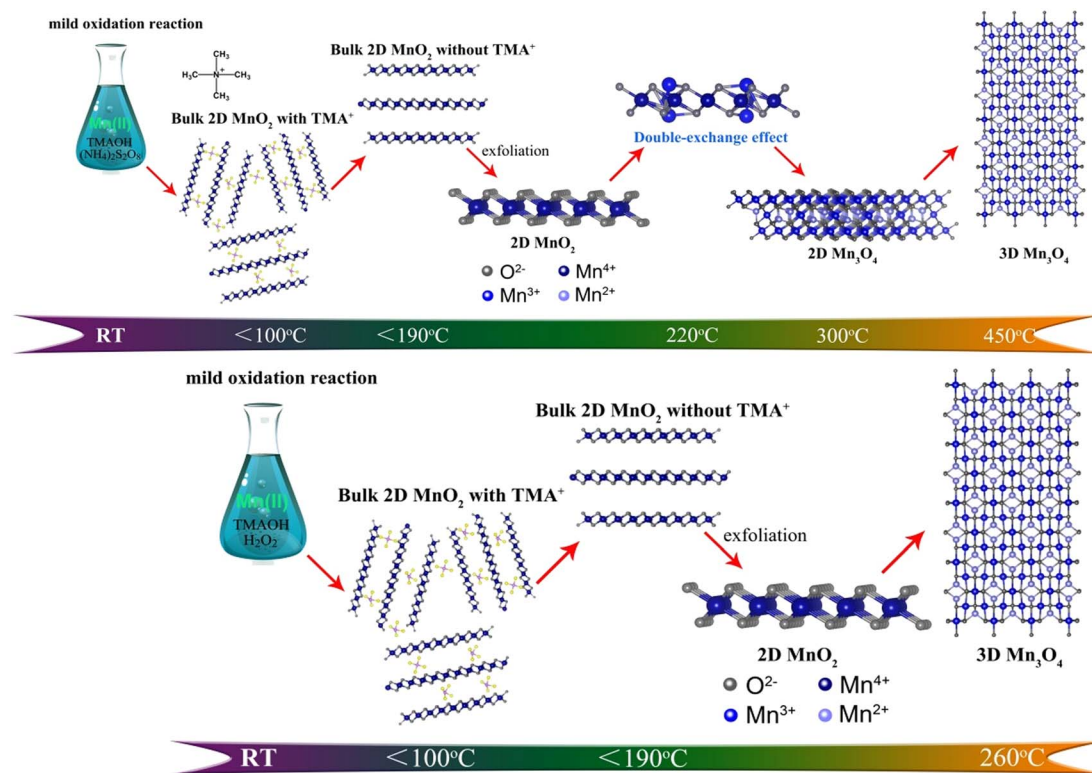 mild oxidation reaction
Mn(II)
TMAOH
(NH4)₂S₂O₈
CH₃
H₃C
N⁺
CH₃
CH₃
Bulk 2D MnO₂ with TMA⁺
Bulk 2D MnO₂ without TMA⁺
exfoliation
2D MnO₂
O²⁻ Mn⁴⁺
Mn³⁺ Mn²⁺
Double-exchange effect
2D Mn₃O₄
3D Mn₃O₄
RT <100°C <190°C 220°C 300°C 450°C
mild oxidation reaction
Mn(II)
TMAOH
H₂O₂
Bulk 2D MnO₂ with TMA⁺
Bulk 2D MnO₂ without TMA⁺
exfoliation
2D MnO₂
O²⁻ Mn⁴⁺
Mn³⁺ Mn²⁺
3D Mn₃O₄
RT <100°C <190°C 260°C